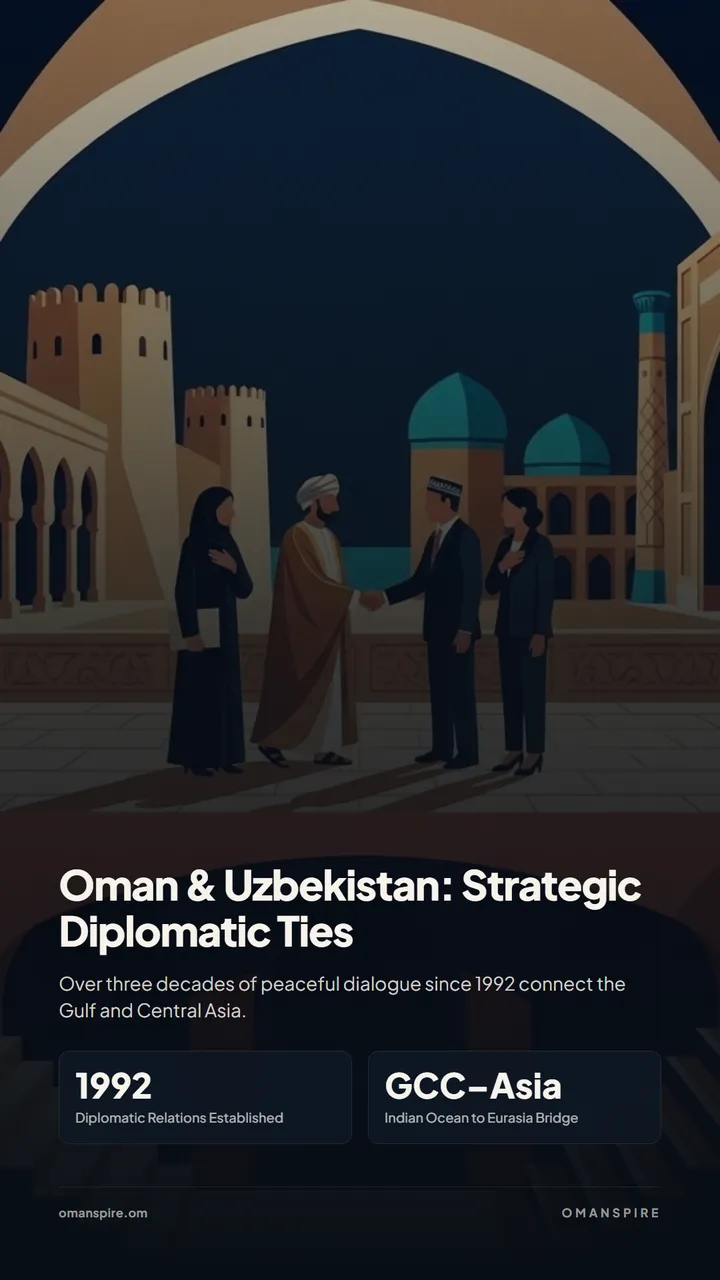 Oman & Uzbekistan: Strategic
Diplomatic Ties
Over three decades of peaceful dialogue since 1992 connect the
Gulf and Central Asia.
1992
Diplomatic Relations Established
GCC–Asia
Indian Ocean to Eurasia Bridge
omanspire.om
OMANSPIRE